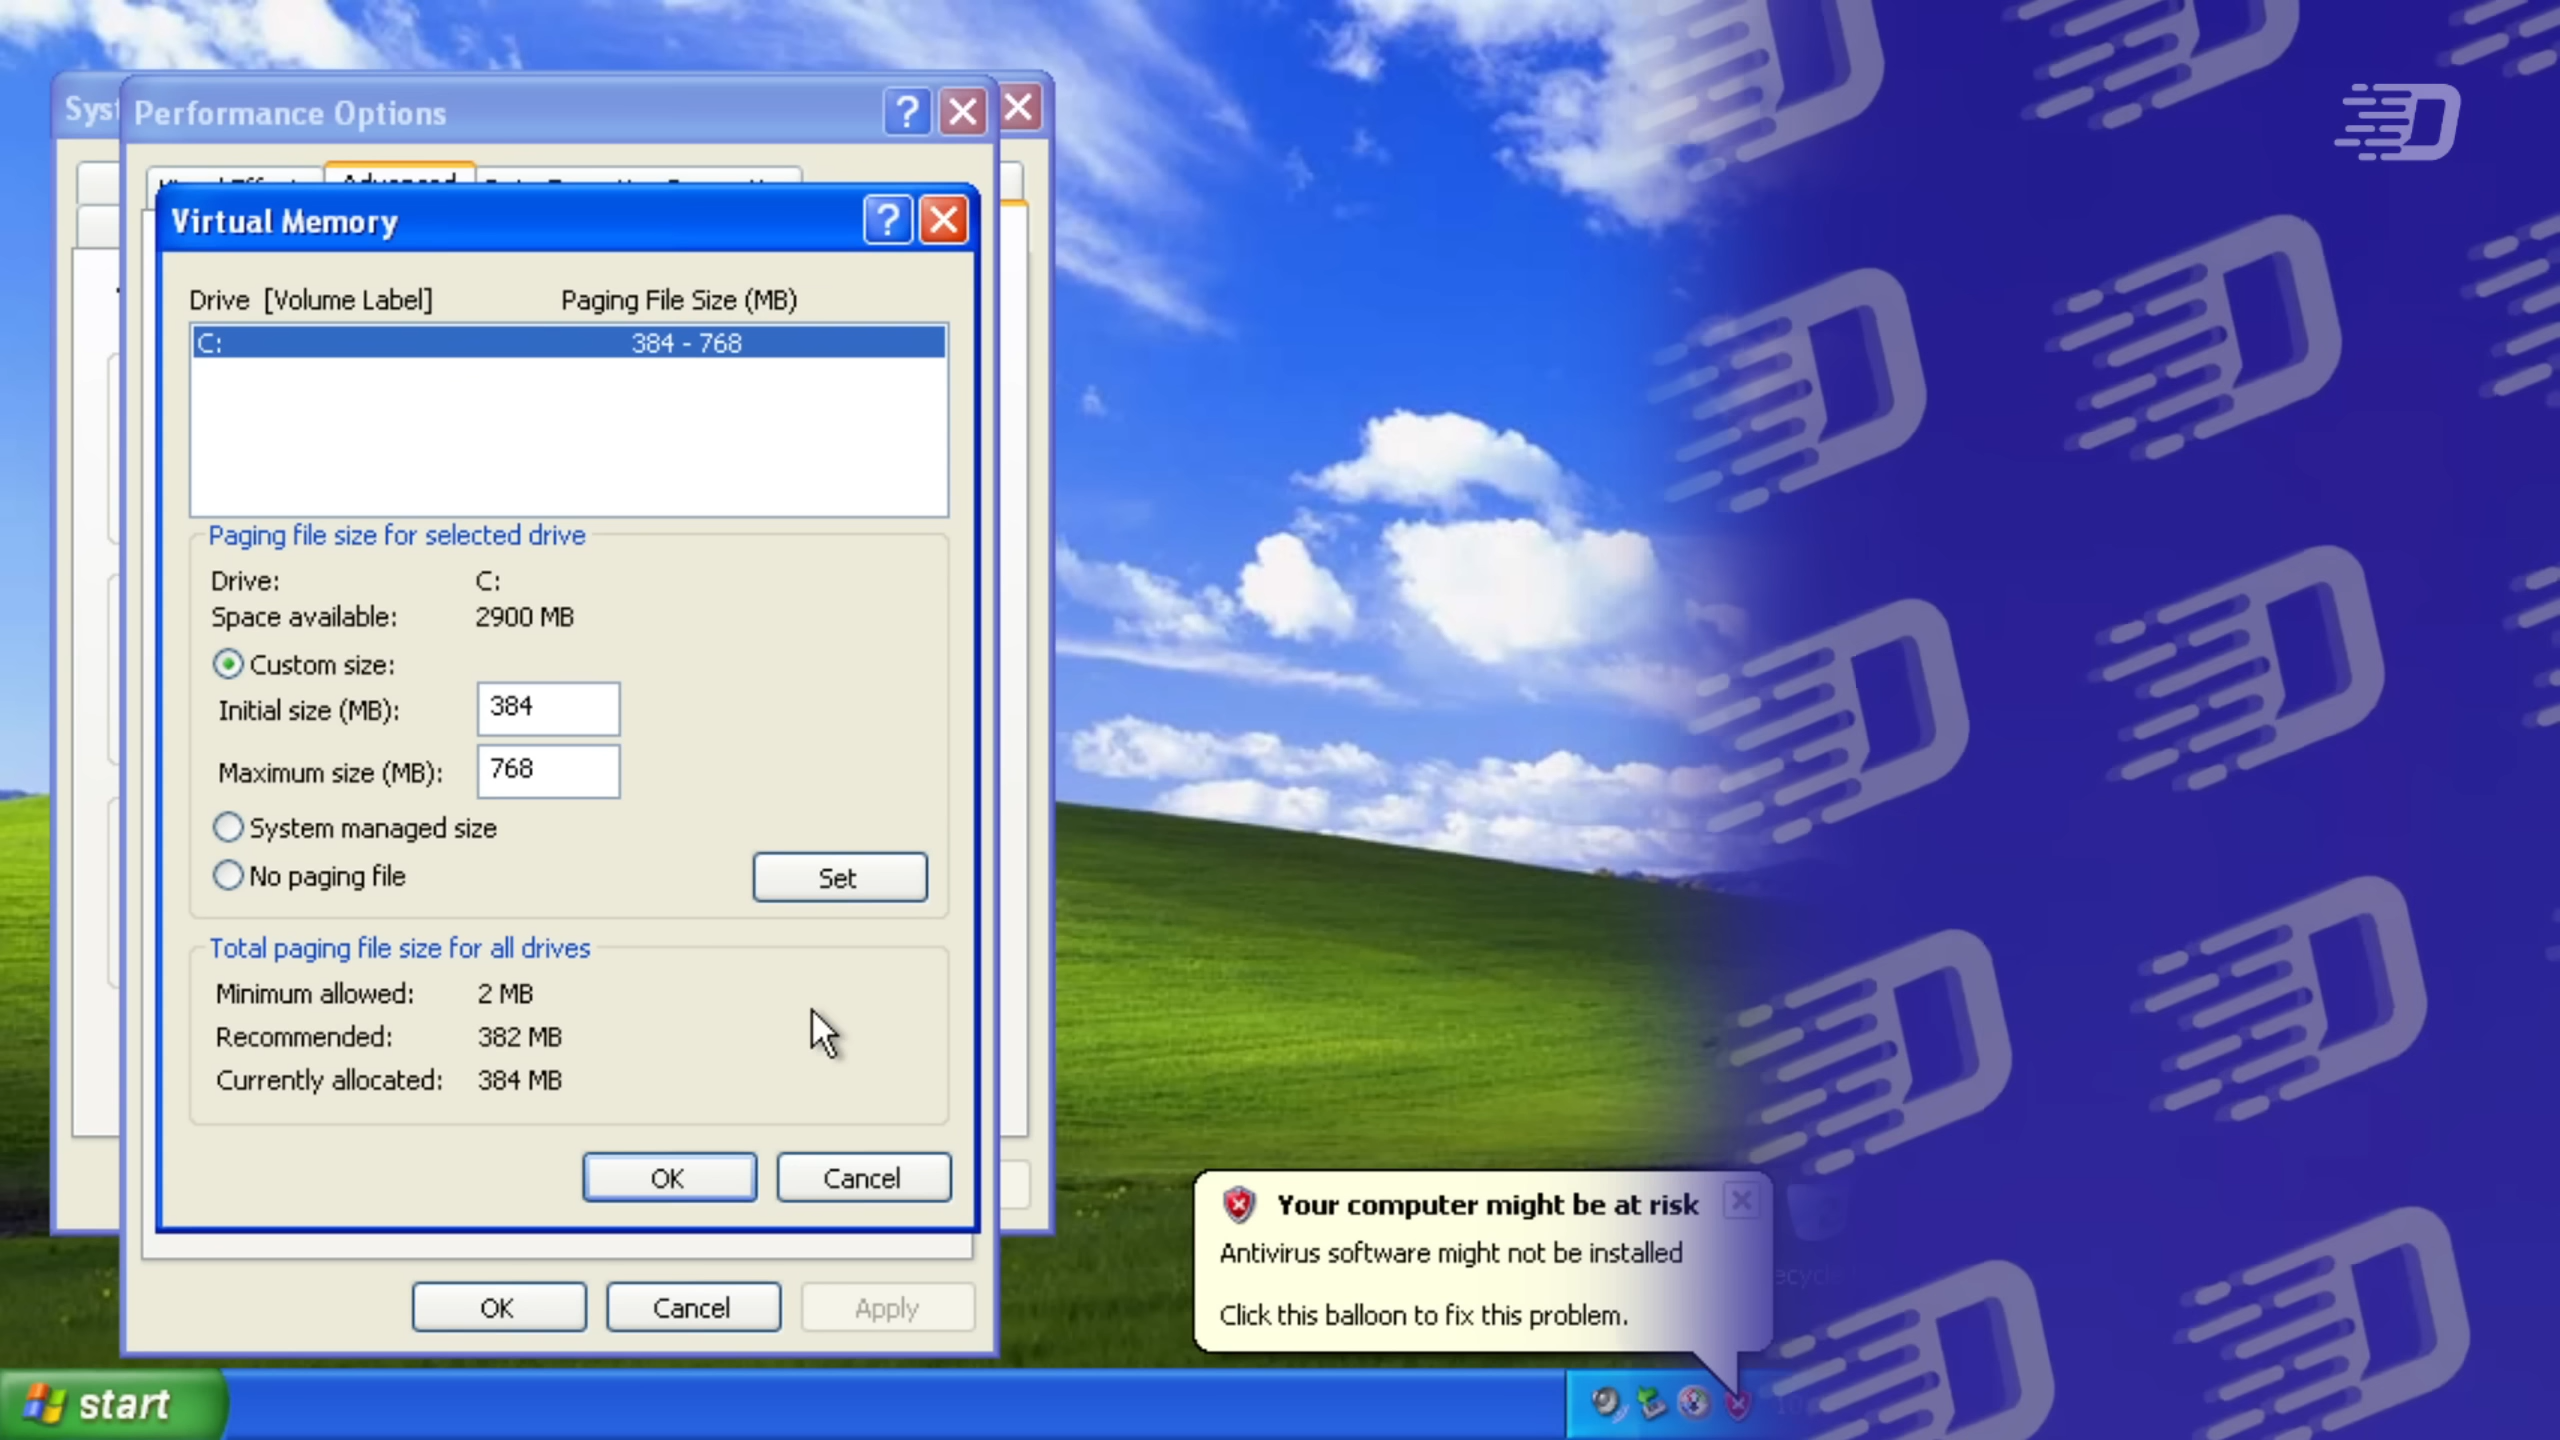 Syst
Performance Options
Advanced
Virtual Memory
Drive [Volume Label] Paging File Size (MB)
C: 384 - 768
Paging file size for selected drive
Drive: C:
Space available: 2900 MB
Custom size:
Initial size (MB): 384
Maximum size (MB): 768
System managed size
No paging file
Set
Total paging file size for all drives
Minimum allowed: 2 MB
Recommended: 382 MB
Currently allocated: 384 MB
OK Cancel
OK Cancel Apply
Your computer might be at risk
Antivirus software might not be installed
Click this balloon to fix this problem.
start